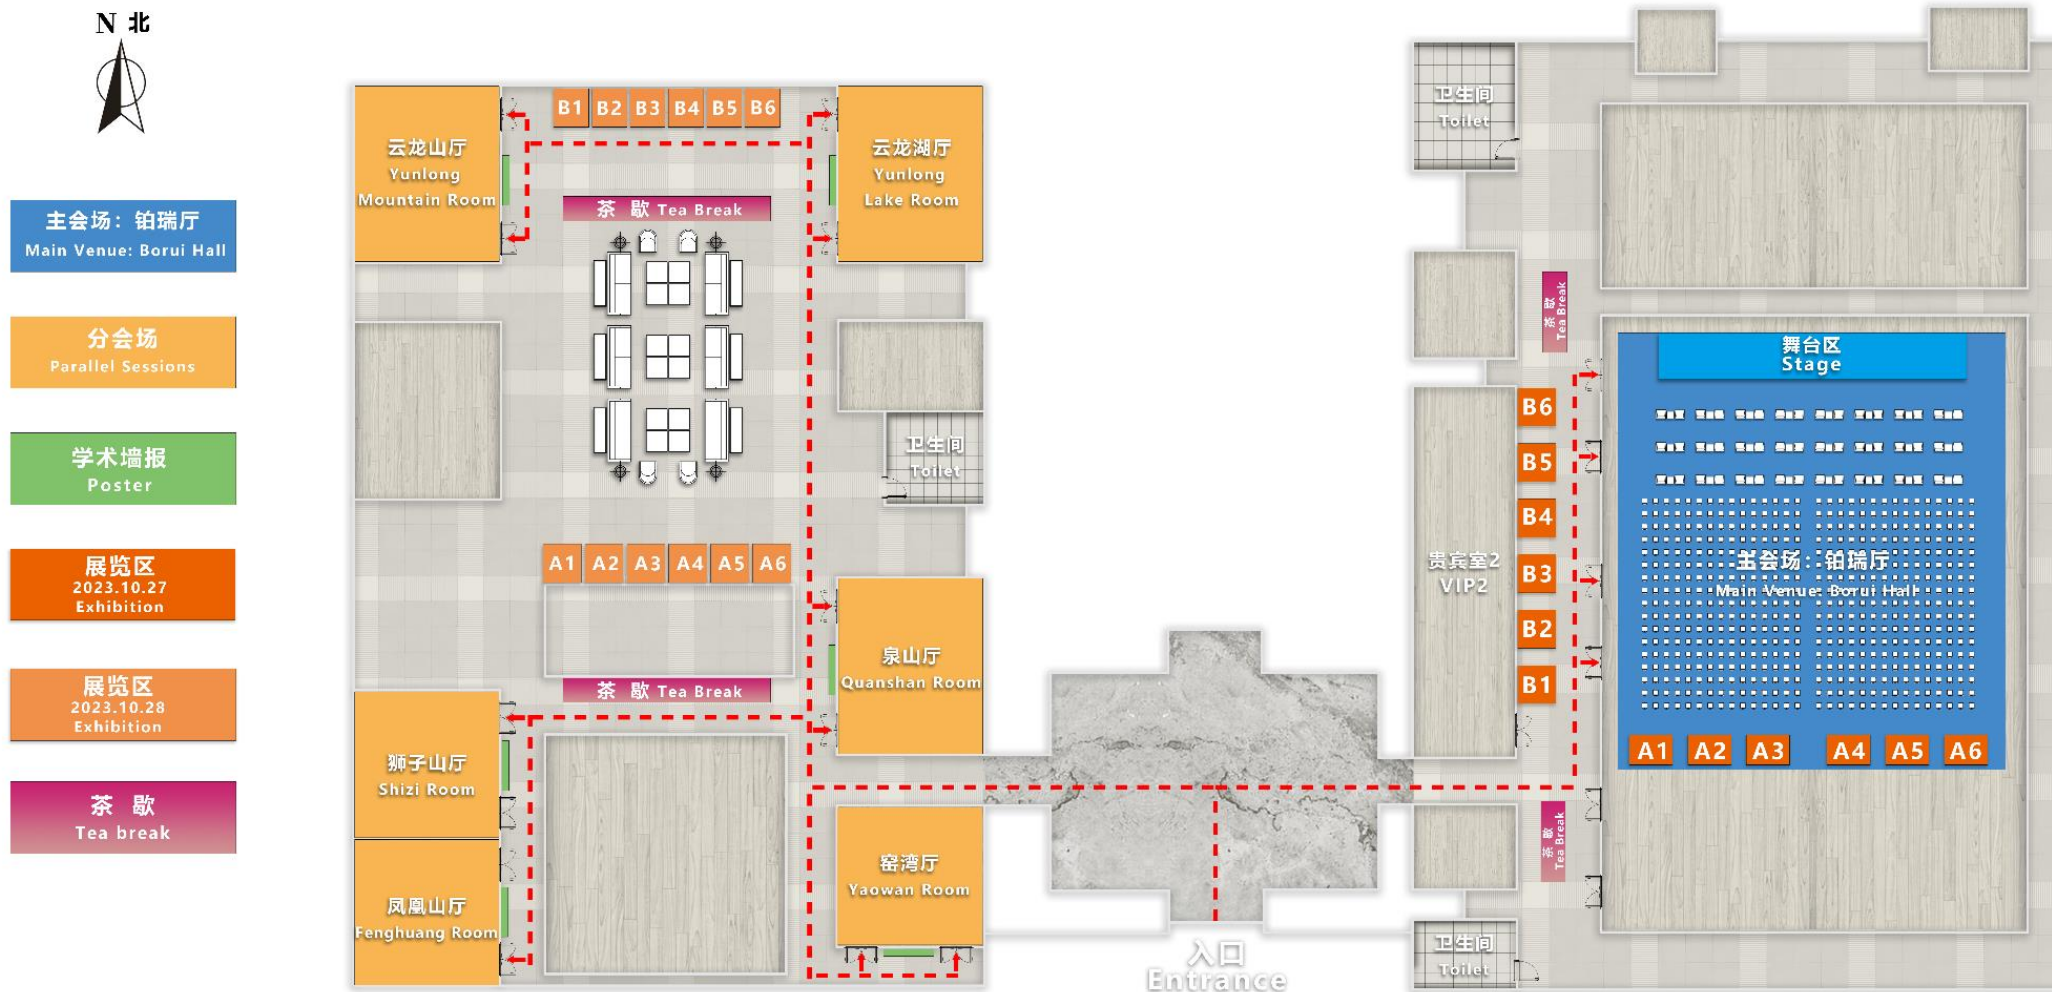 N 北
主会场：铂瑞厅
Main Venue: Borui Hall
分会场
Parallel Sessions
学术墙报
Poster
展览区
2023.10.27
Exhibition
展览区
2023.10.28
Exhibition
茶 歇
Tea break
云龙山厅
Yunlong
Mountain Room
B1 B2 B3 B4 B5 B6
云龙湖厅
Yunlong
Lake Room
茶 歇 Tea Break
卫生间
Toilet
A1 A2 A3 A4 A5 A6
泉山厅
Quanshan Room
茶 歇 Tea Break
狮子山厅
Shizi Room
凤凰山厅
Fenghuang Room
窑湾厅
Yaowan Room
入口
Entrance
卫生间
Toilet
茶 歇
Tea Break
舞台区
Stage
B6
B5
B4
B3
B2
B1
贵宾室2
VIP2
主会场：铂瑞厅
Main Venue: Borui Hall
A1 A2 A3 A4 A5 A6
茶 歇
Tea Break
卫生间
Toilet